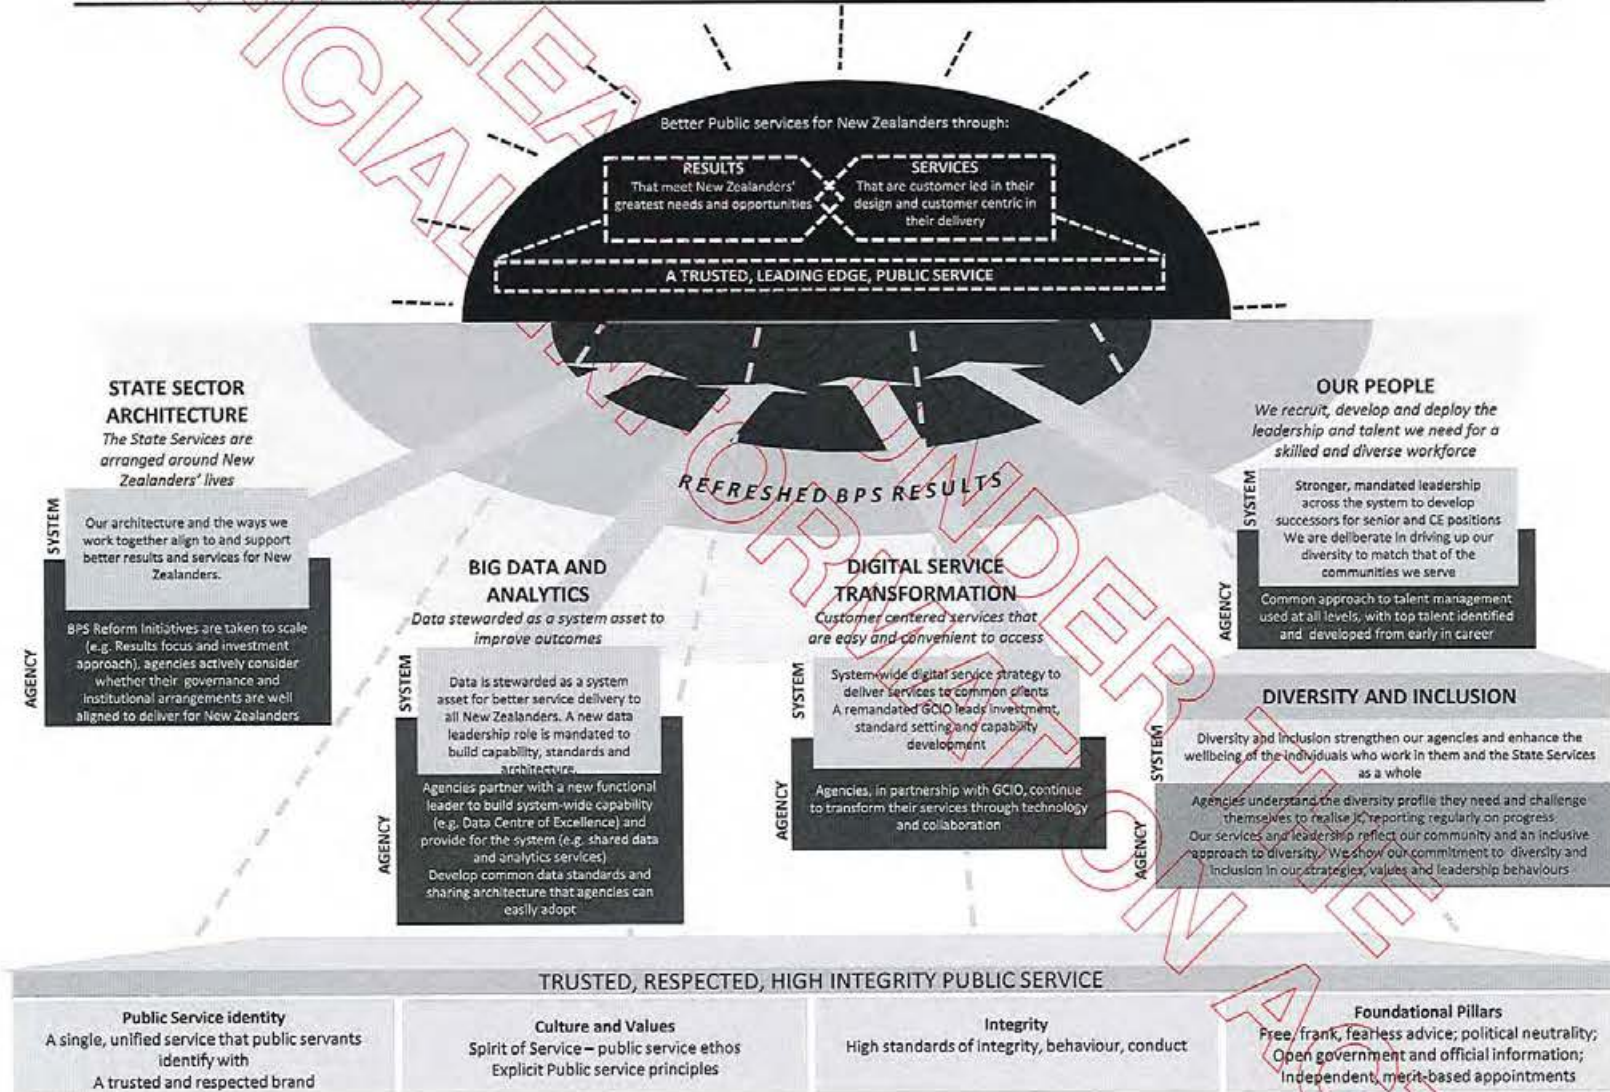 Better Public services for New Zealanders through:
RESULTS
That meet New Zealanders'
greatest needs and opportunities
SERVICES
That are customer led in their
design and customer centric in
their delivery
A TRUSTED, LEADING EDGE, PUBLIC SERVICE
REFRESHED BPS RESULTS
STATE SECTOR
ARCHITECTURE
The State Services are
arranged around New
Zealanders' lives
SYSTEM
Our architecture and the ways we
work together align to and support
better results and services for New
Zealanders.
AGENCY
BPS Reform Initiatives are taken to scale
(e.g. Results focus and investment
approach), agencies actively consider
whether their governance and
institutional arrangements are well
aligned to deliver for New Zealanders
BIG DATA AND
ANALYTICS
Data stewarded as a system asset to
improve outcomes
SYSTEM
Data is stewarded as a system
asset for better service delivery to
all New Zealanders. A new data
leadership role is mandated to
build capability, standards and
architecture.
AGENCY
Agencies partner with a new functional
leader to build system-wide capability
(e.g. Data Centre of Excellence) and
provide for the system (e.g. shared data
and analytics services)
Develop common data standards and
sharing architecture that agencies can
easily adopt
DIGITAL SERVICE
TRANSFORMATION
Customer centered services that
are easy and convenient to access
SYSTEM
System-wide digital service strategy to
deliver services to common clients
A remandated GCIO leads investment,
standard setting and capability
development
AGENCY
Agencies, in partnership with GCIO, continue
to transform their services through technology
and collaboration
OUR PEOPLE
We recruit, develop and deploy the
leadership and talent we need for a
skilled and diverse workforce
SYSTEM
Stronger, mandated leadership
across the system to develop
successors for senior and CE positions
We are deliberate in driving up our
diversity to match that of the
communities we serve
AGENCY
Common approach to talent management
used at all levels, with top talent identified
and developed from early in career
DIVERSITY AND INCLUSION
SYSTEM
Diversity and inclusion strengthen our agencies and enhance the
wellbeing of the individuals who work in them and the State Services
as a whole
AGENCY
Agencies understand the diversity profile they need and challenge
themselves to realise it, reporting regularly on progress
Our services and leadership reflect our community and an inclusive
approach to diversity. We show our commitment to diversity and
inclusion in our strategies, values and leadership behaviours
TRUSTED, RESPECTED, HIGH INTEGRITY PUBLIC SERVICE
Public Service identity
A single, unified service that public servants
identify with
A trusted and respected brand
Culture and Values
Spirit of Service – public service ethos
Explicit Public service principles
Integrity
High standards of integrity, behaviour, conduct
Foundational Pillars
Free, frank, fearless advice; political neutrality;
Open government and official information;
Independent, merit-based appointments
UNDER THE
INFORMATION